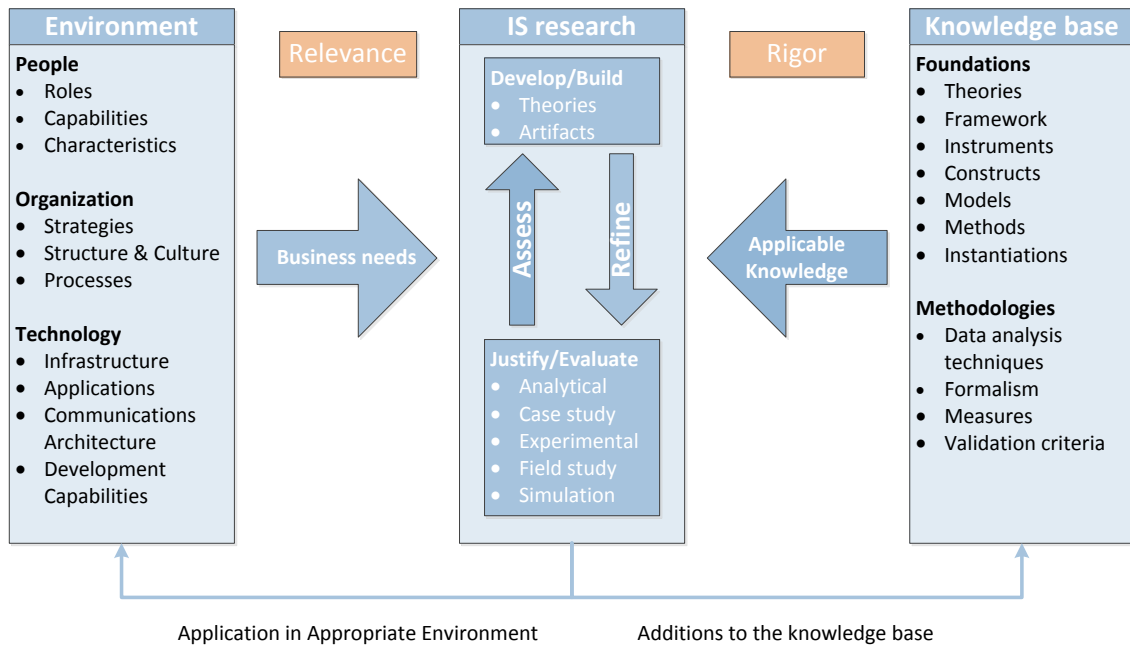 Environment
People
• Roles
• Capabilities
• Characteristics
Organization
• Strategies
• Structure & Culture
• Processes
Technology
• Infrastructure
• Applications
• Communications
Architecture
• Development
Capabilities
Relevance
Business needs
IS research
Develop/Build
• Theories
• Artifacts
Assess
Refine
Justify/Evaluate
• Analytical
• Case study
• Experimental
• Field study
• Simulation
Rigor
Applicable
Knowledge
Knowledge base
Foundations
• Theories
• Framework
• Instruments
• Constructs
• Models
• Methods
• Instantiations
Methodologies
• Data analysis
techniques
• Formalism
• Measures
• Validation criteria
Application in Appropriate Environment
Additions to the knowledge base